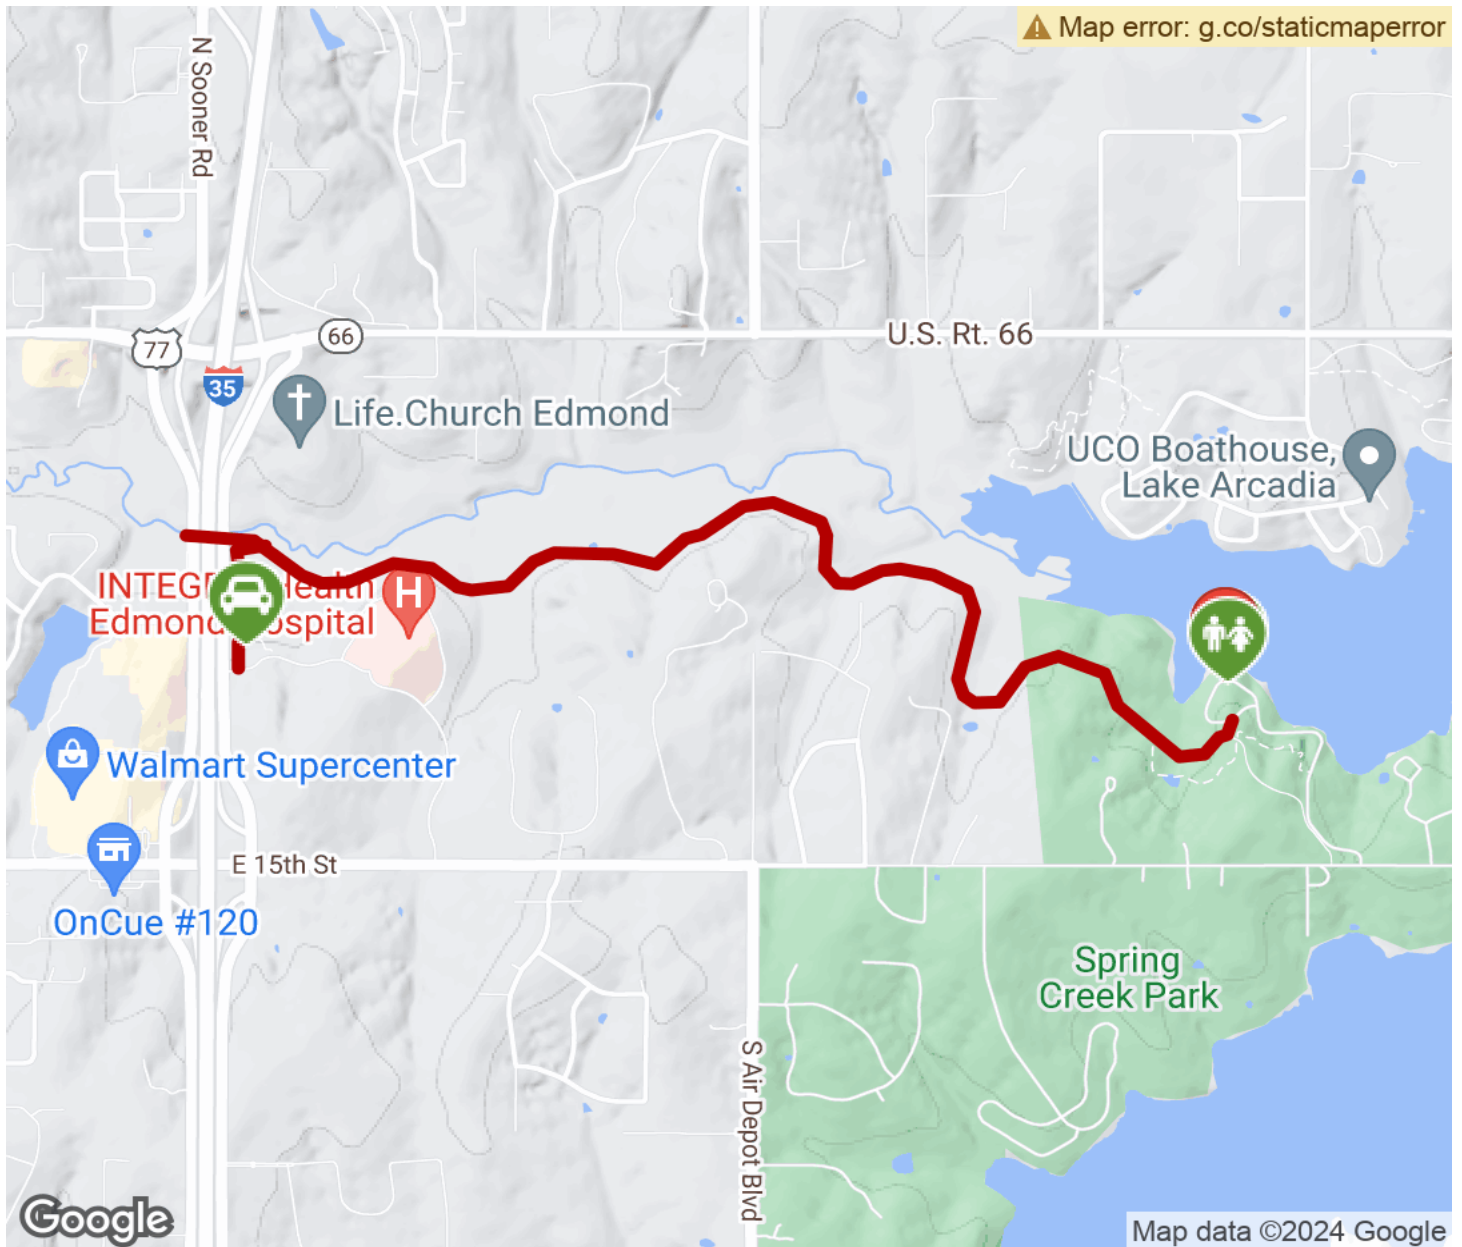 Map error: g.co/staticmaperror
N Sooner Rd
77
66
U.S. Rt. 66
35
Life.Church Edmond
UCO Boathouse,
Lake Arcadia
H
Edmond
Walmart Supercenter
E 15th St
OnCue #120
Spring
Creek Park
S Air Depot Blvd
Google
Map data ©2024 Google